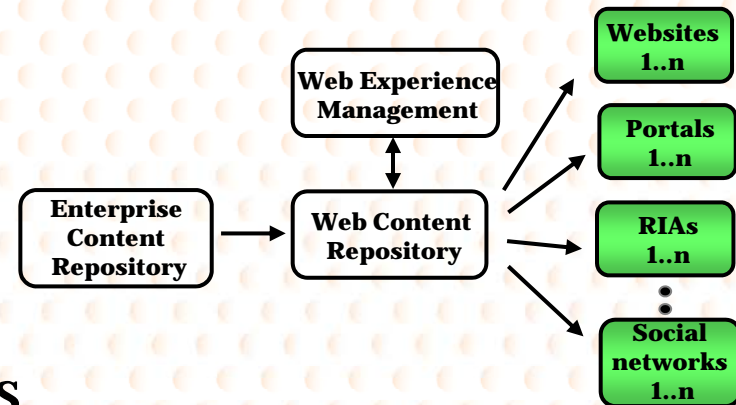 Websites
1..n
Web Experience
Management
Portals
1..n
Enterprise
Content
Repository
Web Content
Repository
RIAs
1..n
Social
networks
1..n